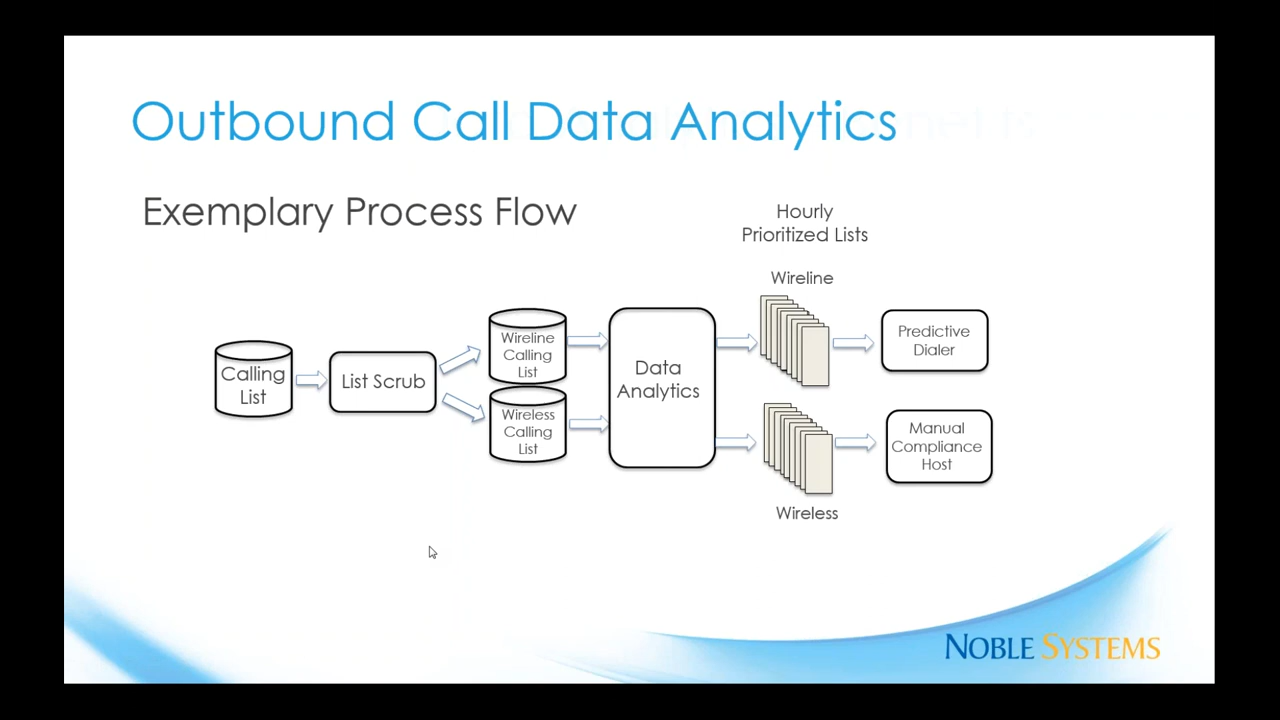 Outbound Call Data Analytics
Exemplary Process Flow
Hourly
Prioritized Lists
Wireline
Calling
List
List Scrub
Wireline
Calling
List
Wireless
Calling
List
Data
Analytics
Predictive
Dialer
Manual
Compliance
Host
Wireless
NOBLE SYSTEMS